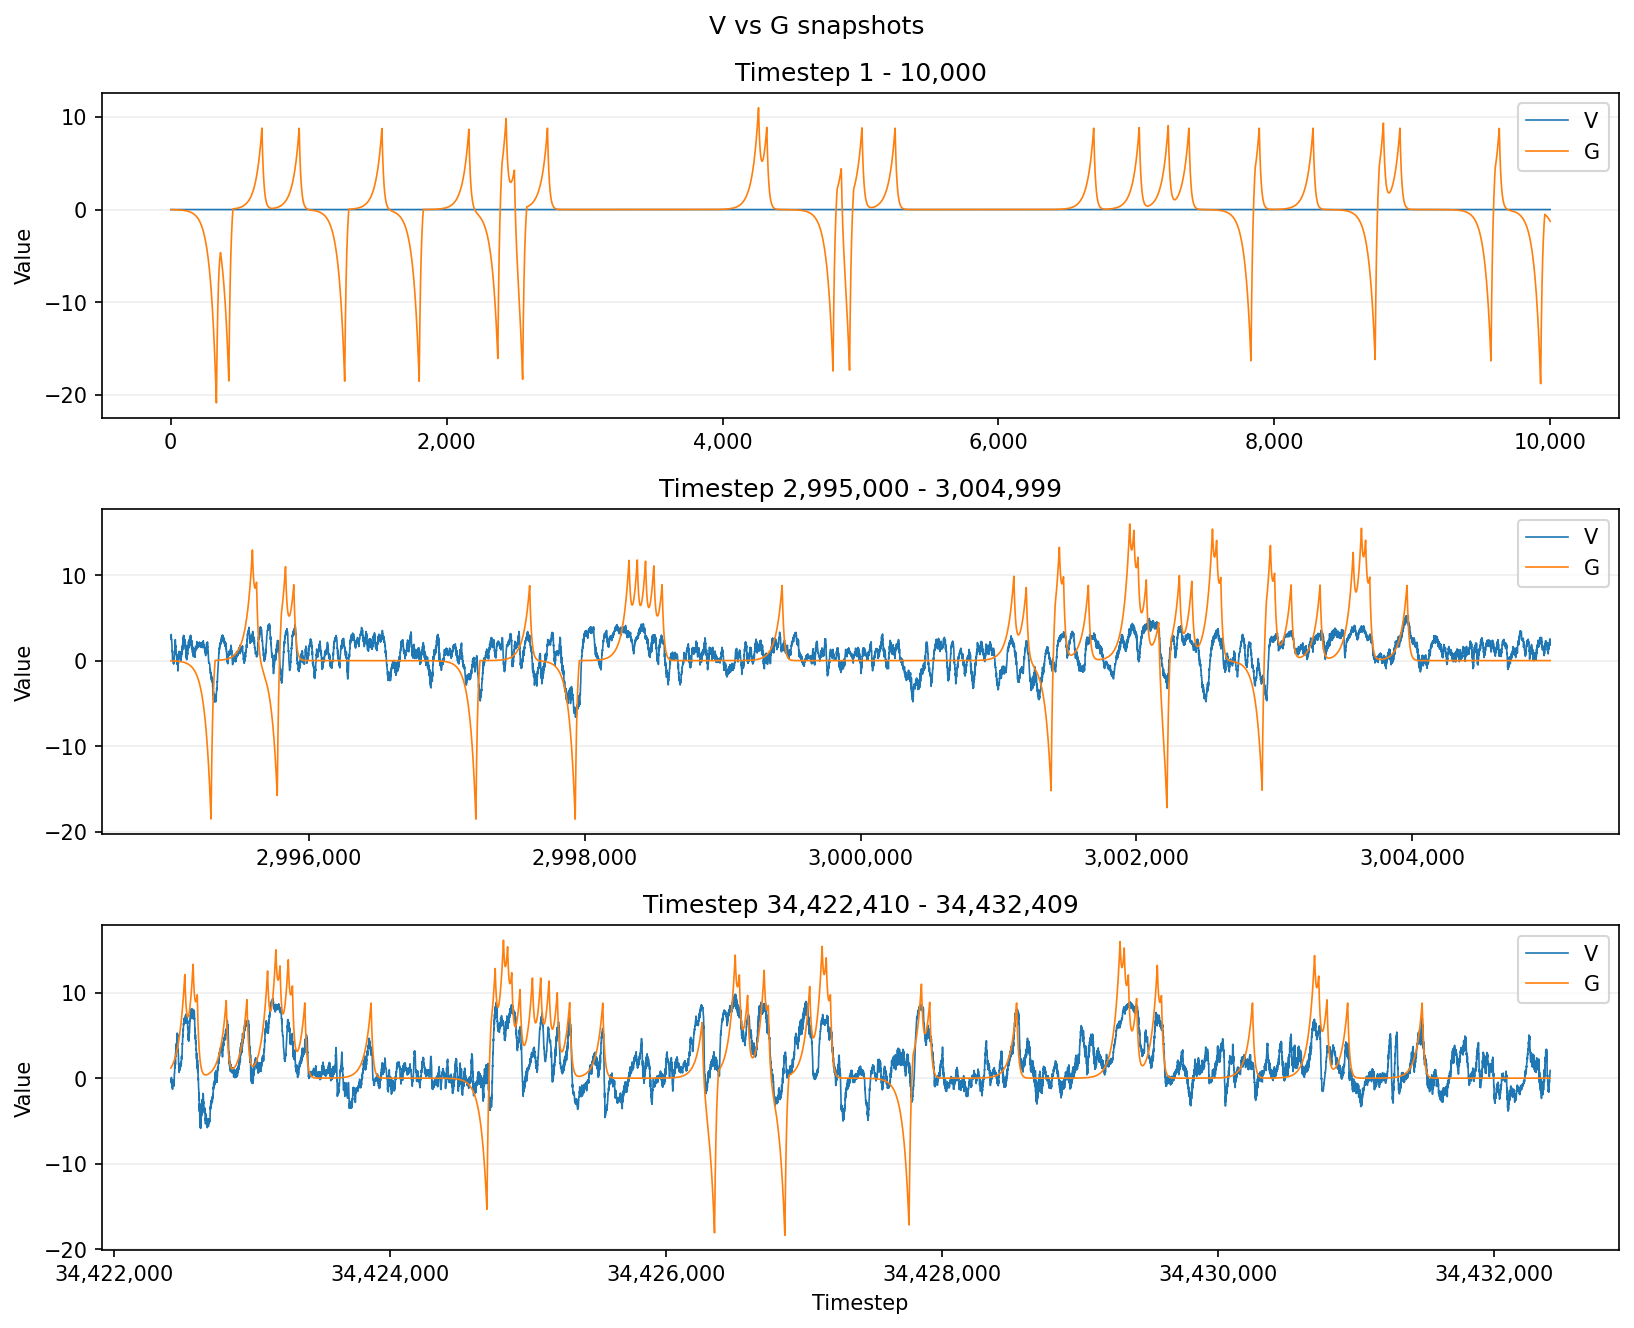 V vs G snapshots
Timestep 1 - 10,000
10
0
−10
−20
Value
V
G
0
2,000
4,000
6,000
8,000
10,000
Timestep 2,995,000 - 3,004,999
10
0
−10
−20
Value
V
G
2,996,000
2,998,000
3,000,000
3,002,000
3,004,000
Timestep 34,422,410 - 34,432,409
10
0
−10
−20
Value
V
G
34,422,000
34,424,000
34,426,000
34,428,000
34,430,000
34,432,000
Timestep